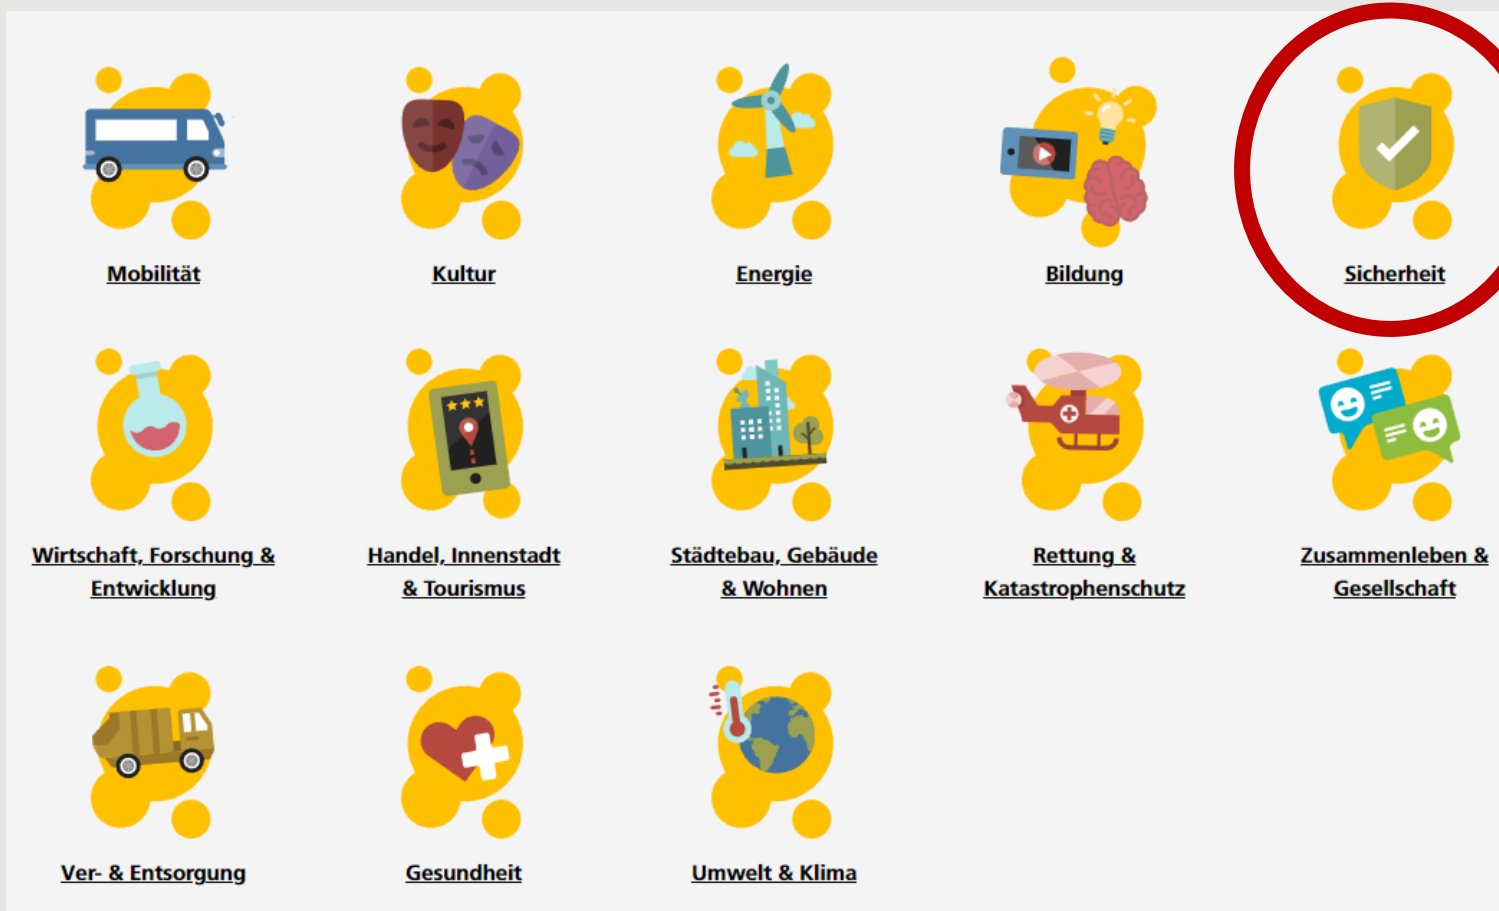 Mobilität
Kultur
Energie
Bildung
Sicherheit
Wirtschaft, Forschung &
Entwicklung
Handel, Innenstadt
& Tourismus
Städtebau, Gebäude
& Wohnen
Rettung &
Katastrophenschutz
Zusammenleben &
Gesellschaft
Ver- & Entsorgung
Gesundheit
Umwelt & Klima